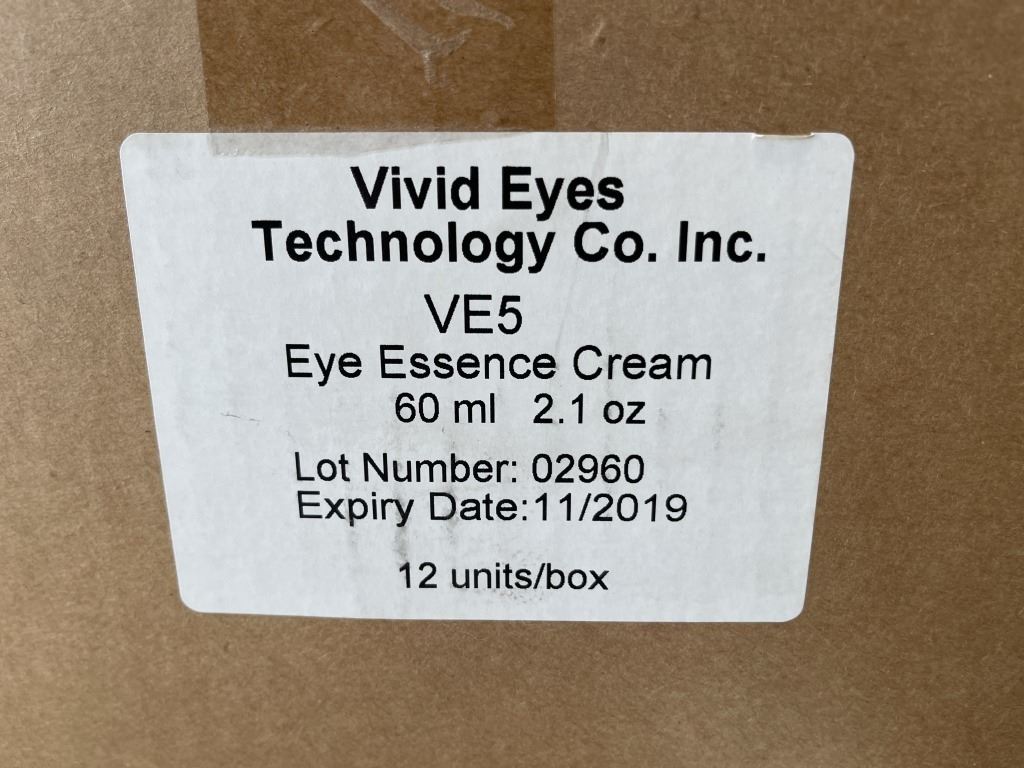 Vivid Eyes
Technology Co. Inc.
VE5
Eye Essence Cream
60 ml 2.1 oz
Lot Number: 02960
Expiry Date:11/2019
12 units/box